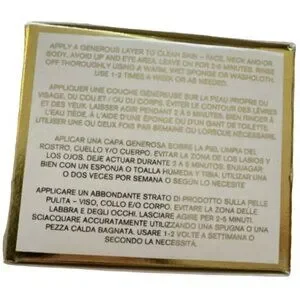 APPLY A GENEROUS LAYER TO CLEAN SKIN - FACE, NECK AND/OR
BODY. AVOID LIP AND EYE AREA. LEAVE ON FOR 2-5 MINUTES. RINSE
OFF THOROUGHLY USING A WARM, WET SPONGE OR WASHCLOTH.
USE 1-2 TIMES A WEEK OR AS NEEDED.
APPLIQUER UNE COUCHE GÉNÉREUSE SUR LA PEAU PROPRE DU
VISAGE, DU COU ET / OU DU CORPS. ÉVITER LE CONTOUR DES LÈVRES
ET DES YEUX. LAISSER AGIR PENDANT 2 À 5 MINUTES. BIEN RINCER À
L'EAU TIÈDE, À L'AIDE D'UNE ÉPONGE OU D'UN GANT DE TOILETTE.
UTILISER UNE OU DEUX FOIS PAR SEMAINE OU LORSQUE NÉCESSAIRE.
APLICAR UNA CAPA GENEROSA SOBRE LA PIEL LIMPIA DEL
ROSTRO, CUELLO Y/O CUERPO. EVITAR LA ZONA DE LOS LABIOS Y
LOS OJOS. DEJE ACTUAR DURANTE 2 A 5 MINUTOS. ENJUAGAR
BIEN CON UN ESPONJA O TOALLA HÚMEDA Y TIBIA. UTILIZAR UNA
O DOS VECES POR SEMANA O SEGÚN LO NECESITE
APPLICARE UN ABBONDANTE STRATO DI PRODOTTO SULLA PELLE
PULITA - VISO, COLLO E/O CORPO. EVITARE LA ZONA DELLE
LABBRA E DEGLI OCCHI. LASCIARE AGIRE PER 2-5 MINUTI.
SCIACQUARE ACCURATAMENTE UTILIZZANDO UNA SPUGNA O UNA
PEZZA CALDA BAGNATA. USARE 1-2 VOLTE A SETTIMANA O
SECONDO LA NECESSITÀ.